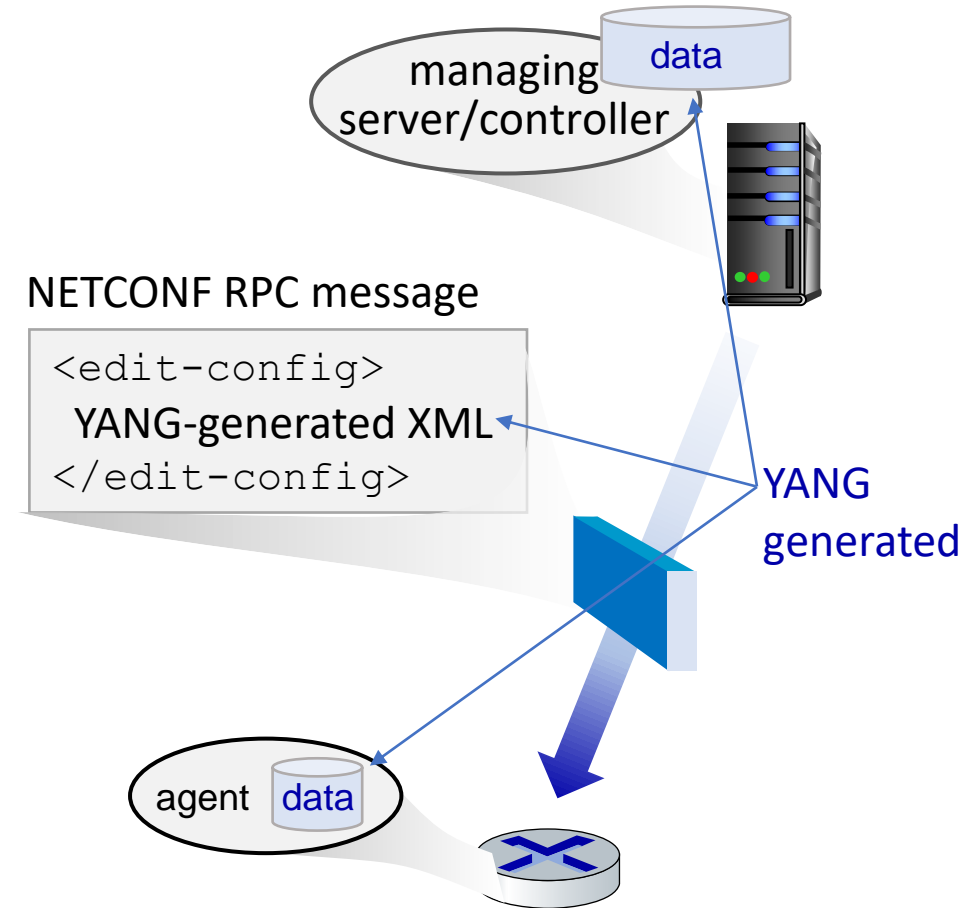 data
managing
server/controller
NETCONF RPC message
<edit-config>
YANG-generated XML
</edit-config>
YANG
generated
agent
data